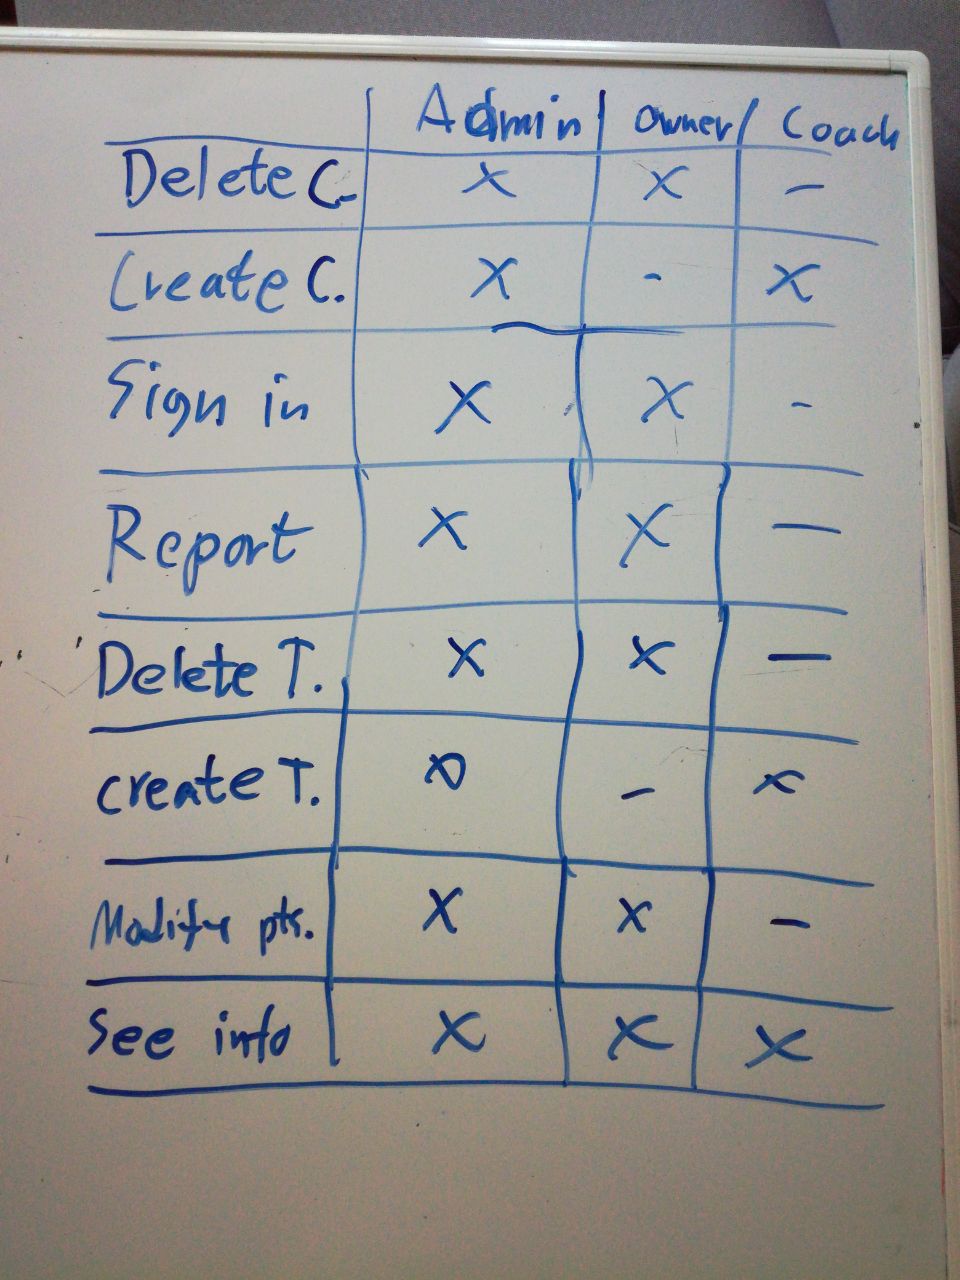 Admin Owner Coach
Delete C. X X -
Create C. X - X
Sign in X X -
Report X X -
Delete T. X X -
create T. X - X
Modify pts. X X -
See info X X X